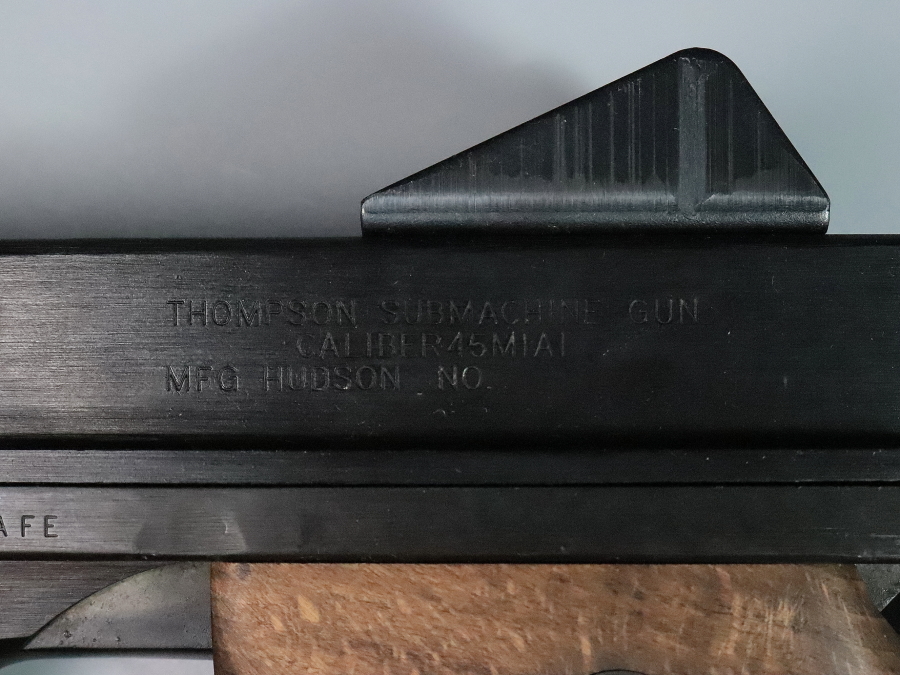 THOMPSON SUBMACHINE GUN
CALIBER45M1A1
MFG HUDSON NO.
AFE